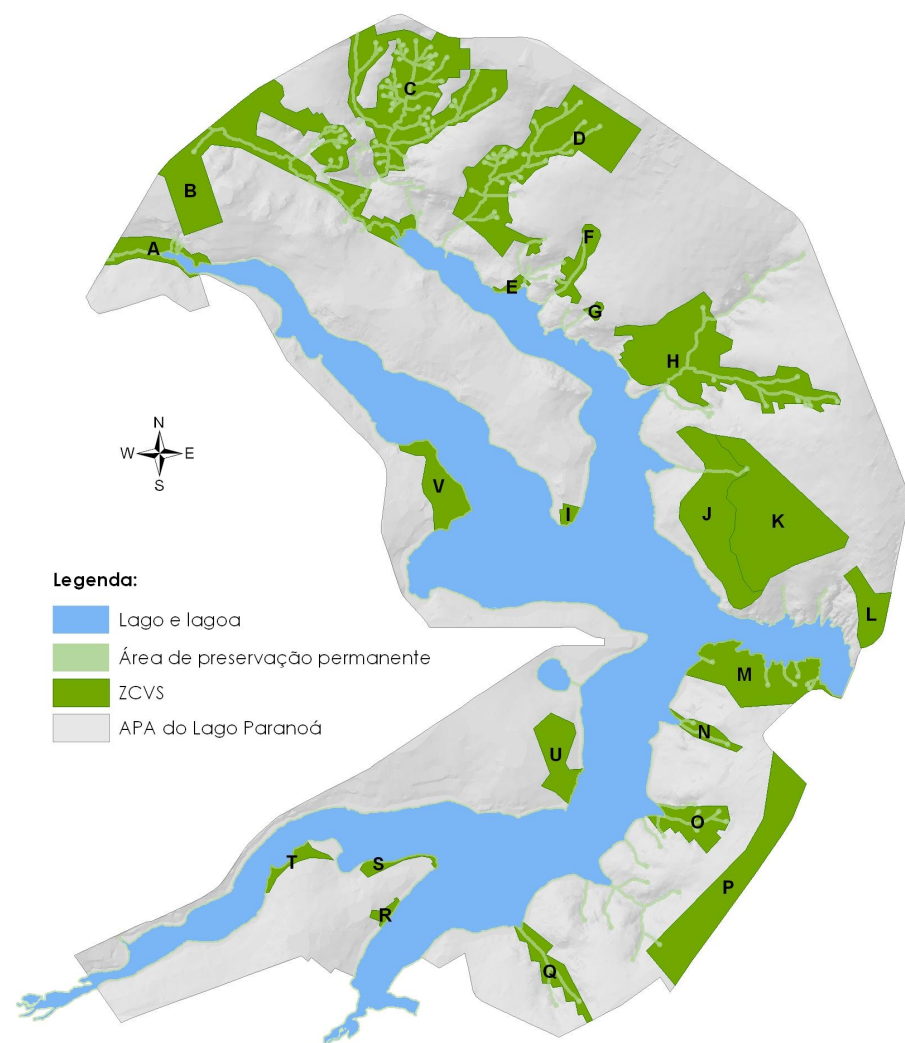 C
D
B
A
F
E
G
H
N
W E
S
V
I
J
K
Legenda:
Lago e lagoa
Área de preservação permanente
ZCVS
APA do Lago Paranoá
L
M
N
U
O
T
S
P
R
Q